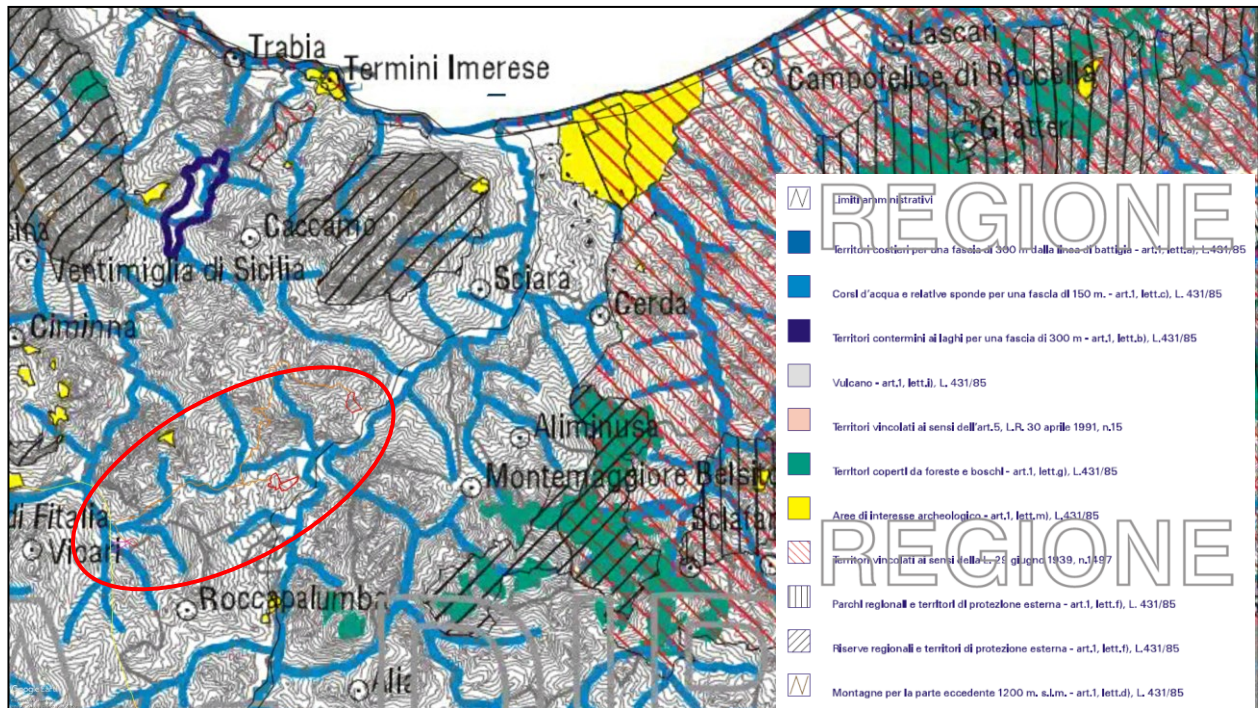 Trabia
Termini Imerese
Lascari
Campofelice di Roccella
Gratteri
Caccamo
Ventimiglia di Sicilia
Sciara
Cerda
Ciminna
Aliminusa
Montemaggiore Belsi
di Fitalia
Vicari
Sclafan
Roccapalumba
Alia
Google Earth
REGIONE
Limiti amministrativi
Territori costieri per una fascia di 300 m dalla linea di battigia - art.1, lett.a), L.431/85
Corsi d'acqua e relative sponde per una fascia di 150 m. - art.1, lett.c), L. 431/85
Territori contermini ai laghi per una fascia di 300 m - art.1, lett.b), L.431/85
Vulcano - art.1, lett.i), L. 431/85
Territori vincolati ai sensi dell'art.5, L.R. 30 aprile 1991, n.15
Territori coperti da foreste e boschi - art.1, lett.g), L.431/85
Aree di interesse archeologico - art.1, lett.m), L.431/85
REGIONE
Territori vincolati ai sensi della L. 29 giugno 1939, n.1497
Parchi regionali e territori di protezione esterna - art.1, lett.f), L. 431/85
Riserve regionali e territori di protezione esterna - art.1, lett.f), L.431/85
Montagne per la parte eccedente 1200 m. s.l.m. - art.1, lett.d), L. 431/85